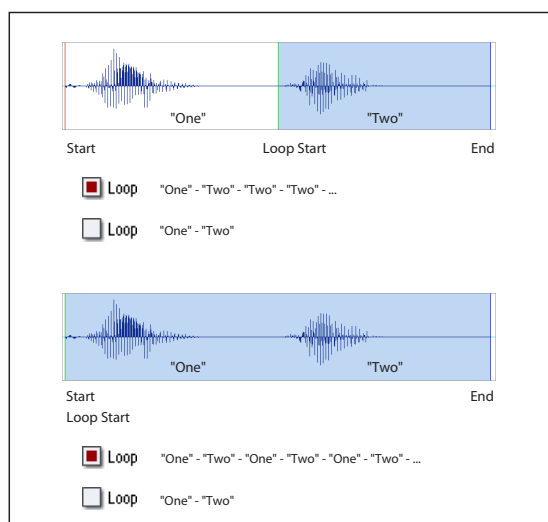 "One" "Two"
Start Loop Start End
Loop "One" - "Two" - "Two" - "Two" - ...
Loop "One" - "Two"
"One" "Two"
Start End
Loop Start
Loop "One" - "Two" - "One" - "Two" - "One" - "Two" - ...
Loop "One" - "Two"